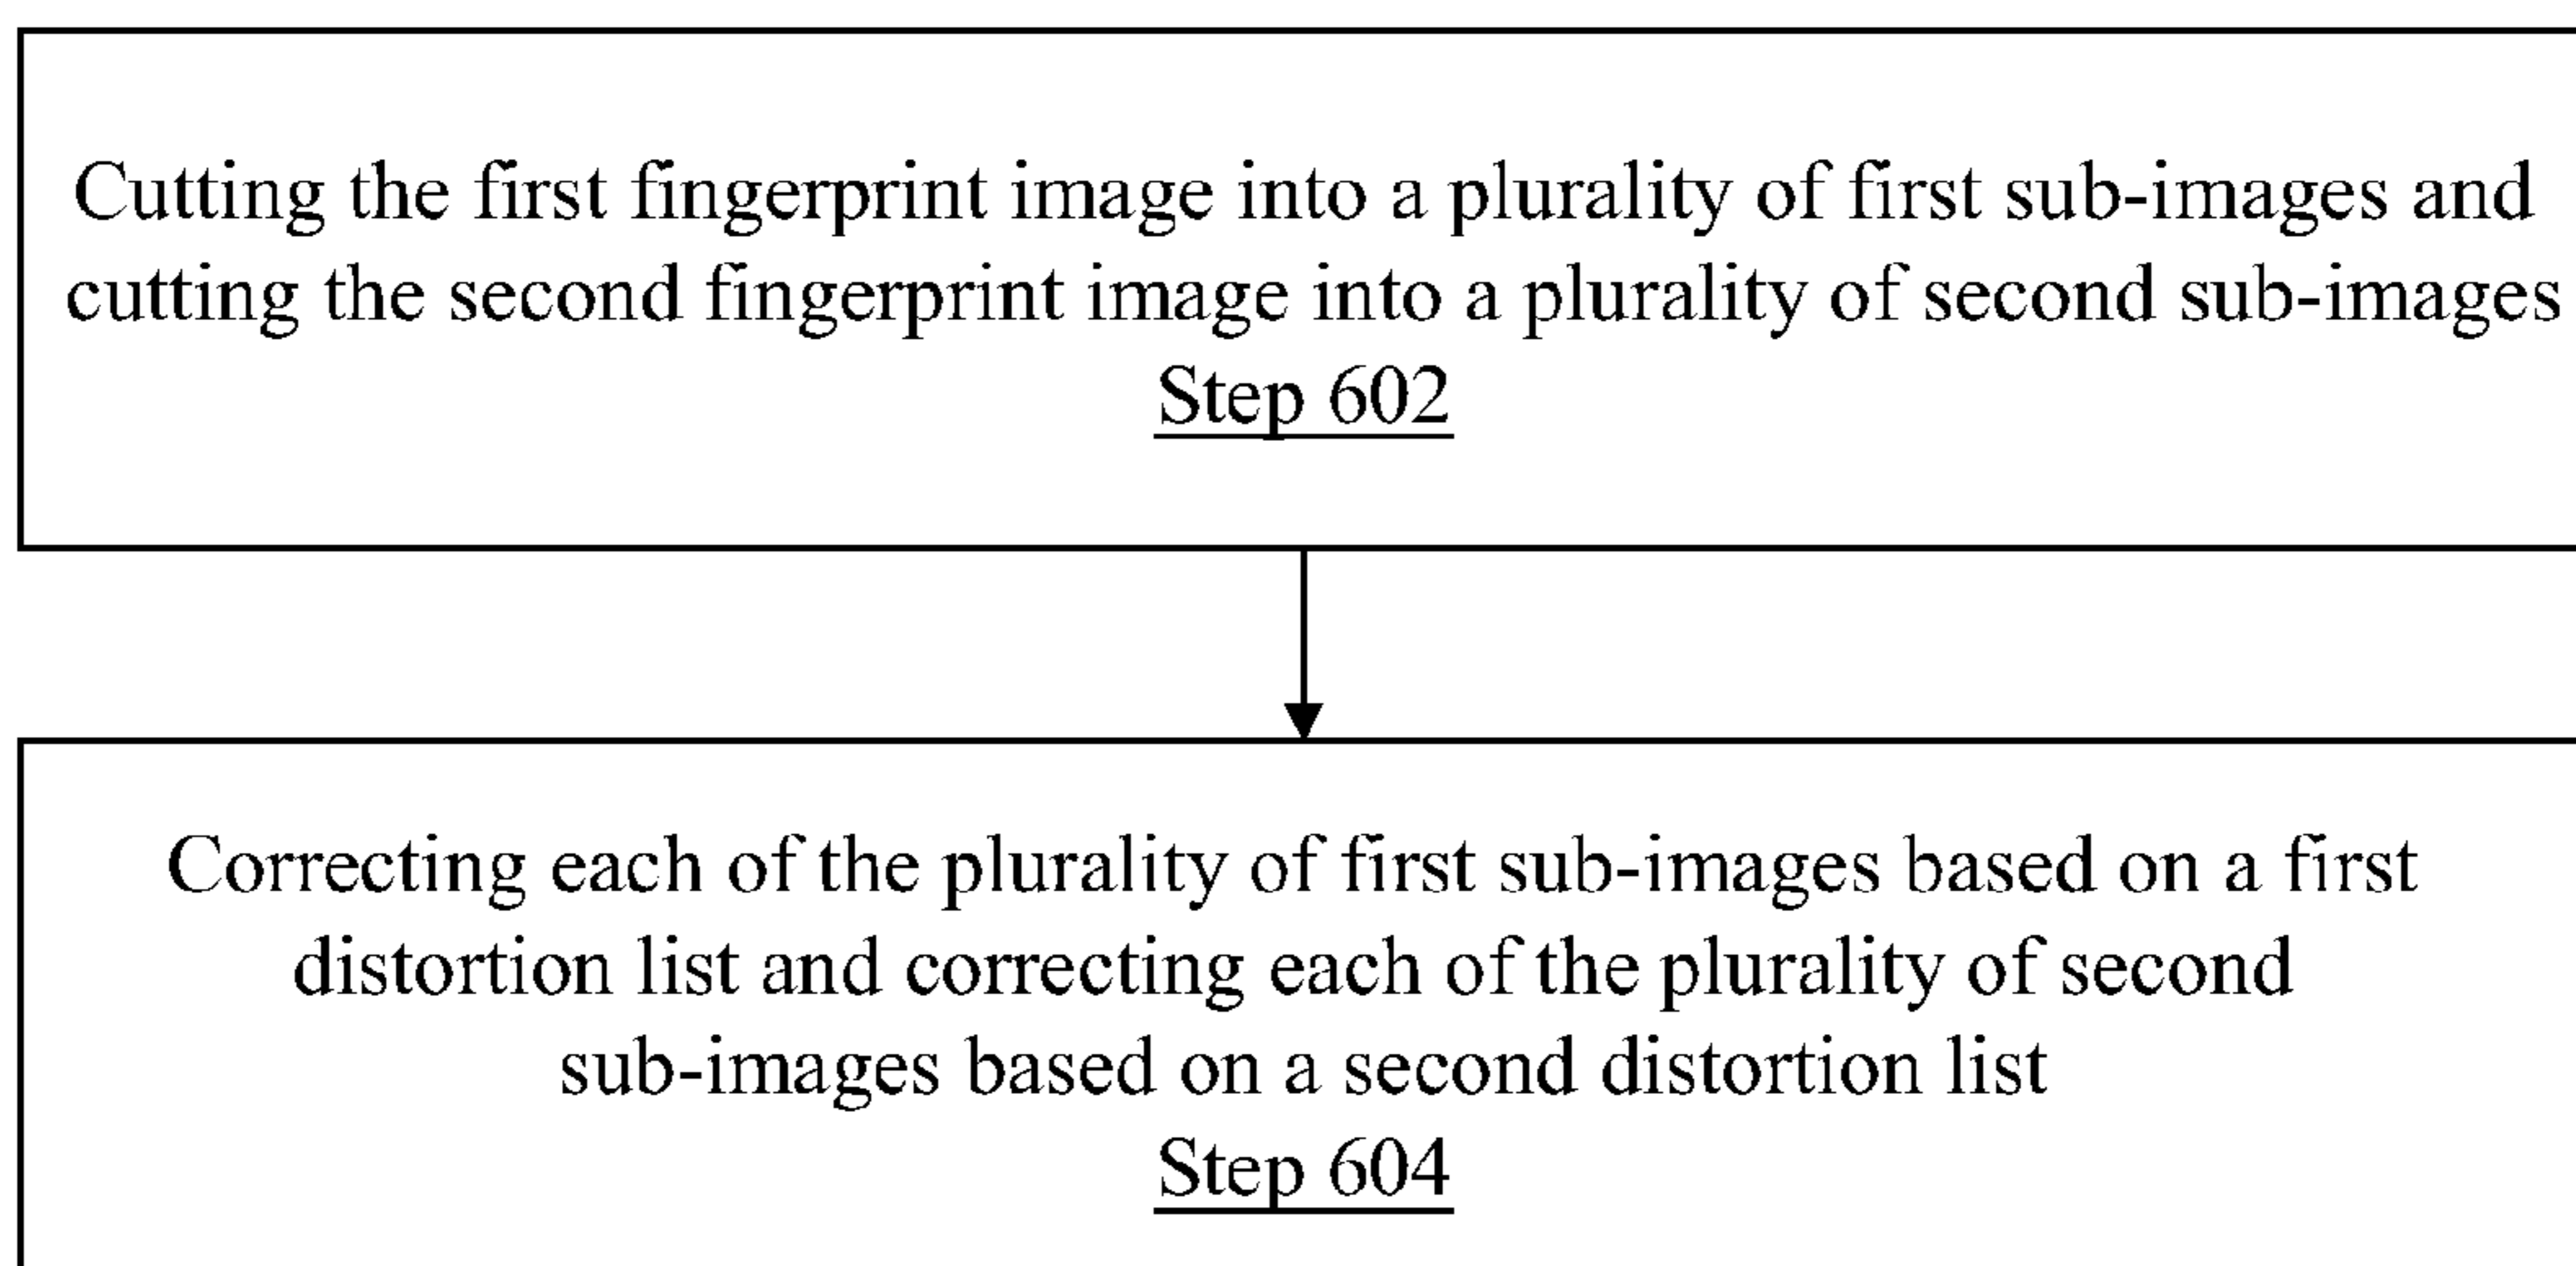 Cutting the first fingerprint image into a plurality of first sub-images and
cutting the second fingerprint image into a plurality of second sub-images
Step 602
Correcting each of the plurality of first sub-images based on a first
distortion list and correcting each of the plurality of second
sub-images based on a second distortion list
Step 604